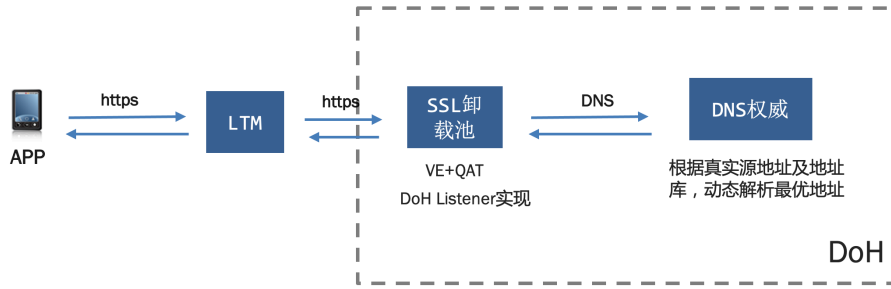 APP
https
LTM
https
SSL卸
载池
VE+QAT
DoH Listener实现
DNS
DNS权威
根据真实源地址及地址
库，动态解析最优地址
DoH